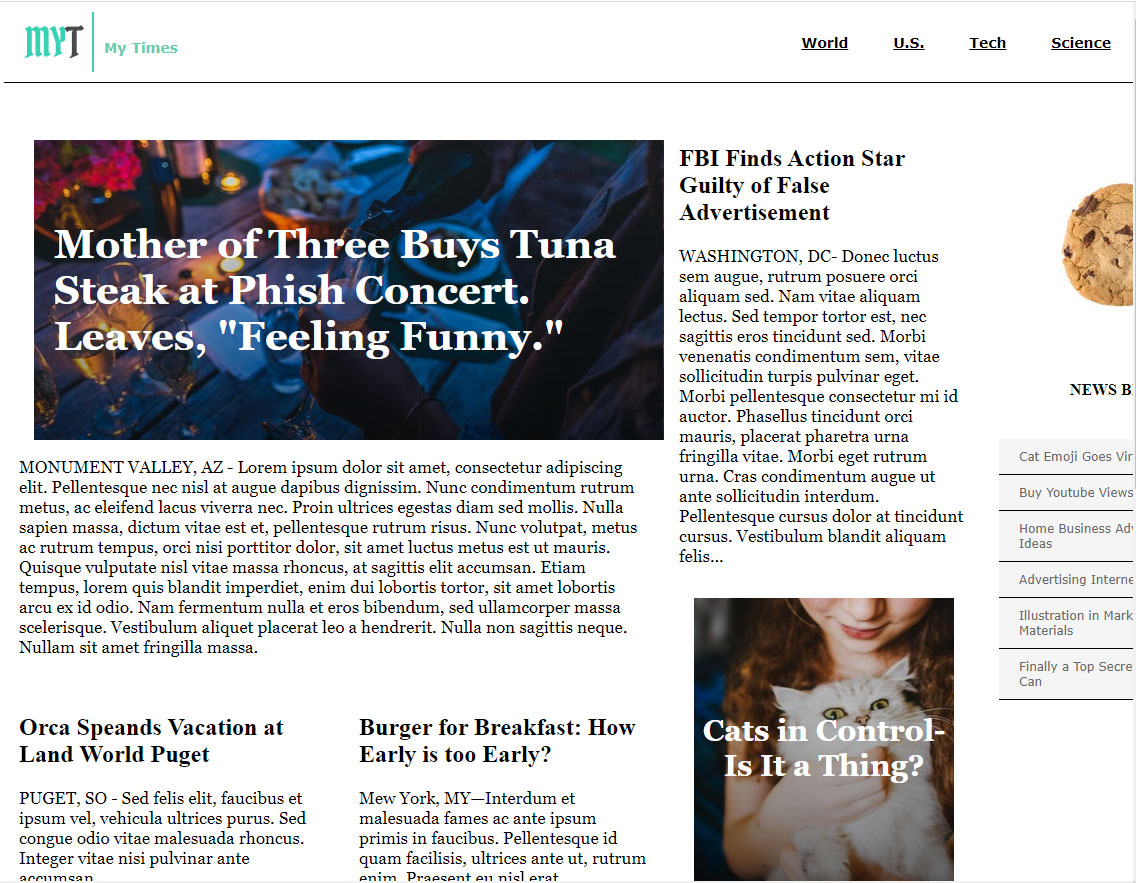 MYT
My Times
World U.S. Tech Science
Mother of Three Buys Tuna
Steak at Phish Concert.
Leaves, "Feeling Funny."
MONUMENT VALLEY, AZ - Lorem ipsum dolor sit amet, consectetur adipiscing
elit. Pellentesque nec nisl at augue dapibus dignissim. Nunc condimentum rutrum
metus, ac eleifend lacus viverra nec. Proin ultrices egestas diam sed mollis. Nulla
sapien massa, dictum vitae est et, pellentesque rutrum risus. Nunc volutpat, metus
ac rutrum tempus, orci nisi porttitor dolor, sit amet luctus metus est ut mauris.
Quisque vulputate nisl vitae massa rhoncus, at sagittis elit accumsan. Etiam
tempus, lorem quis blandit imperdiet, enim dui lobortis tortor, sit amet lobortis
arcu ex id odio. Nam fermentum nulla et eros bibendum, sed ullamcorper massa
scelerisque. Vestibulum aliquet placerat leo a hendrerit. Nulla non sagittis neque.
Nullam sit amet fringilla massa.
Orca Speands Vacation at
Land World Puget
PUGET, SO - Sed felis elit, faucibus et
ipsum vel, vehicula ultrices purus. Sed
congue odio vitae malesuada rhoncus.
Integer vitae nisi pulvinar ante
accumsan
Burger for Breakfast: How
Early is too Early?
Mew York, MY—Interdum et
malesuada fames ac ante ipsum
primis in faucibus. Pellentesque id
quam facilisis, ultrices ante ut, rutrum
enim. Praesent eu nisl erat
FBI Finds Action Star
Guilty of False
Advertisement
WASHINGTON, DC- Donec luctus
sem augue, rutrum posuere orci
aliquam sed. Nam vitae aliquam
lectus. Sed tempor tortor est, nec
sagittis eros tincidunt sed. Morbi
venenatis condimentum sem, vitae
sollicitudin turpis pulvinar eget.
Morbi pellentesque consectetur mi id
auctor. Phasellus tincidunt orci
mauris, placerat pharetra urna
fringilla vitae. Morbi eget rutrum
urna. Cras condimentum augue ut
ante sollicitudin interdum.
Pellentesque cursus dolor at tincidunt
cursus. Vestibulum blandit aliquam
felis...
Cats in Control-
Is It a Thing?
NEWS B
Cat Emoji Goes Vir
Buy Youtube Views
Home Business Adv
Ideas
Advertising Interne
Illustration in Mark
Materials
Finally a Top Secre
Can